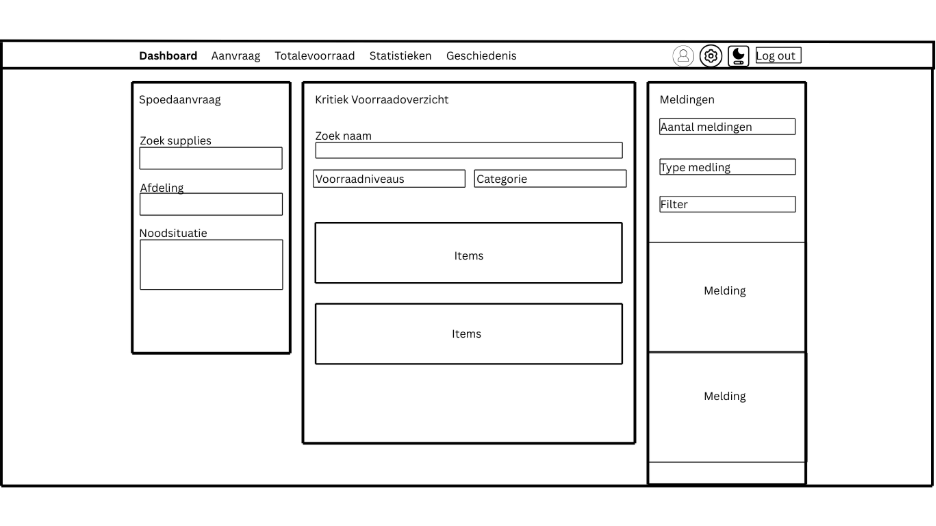 Dashboard Aanvraag Totalevoorraad Statistieken Geschiedenis Log out
Spoedaanvraag
Zoek supplies
Afdeling
Noodsituatie
Kritiek Voorraadoverzicht
Zoek naam
Voorraadniveaus Categorie
Items
Items
Meldingen
Aantal meldingen
Type medling
Filter
Melding
Melding